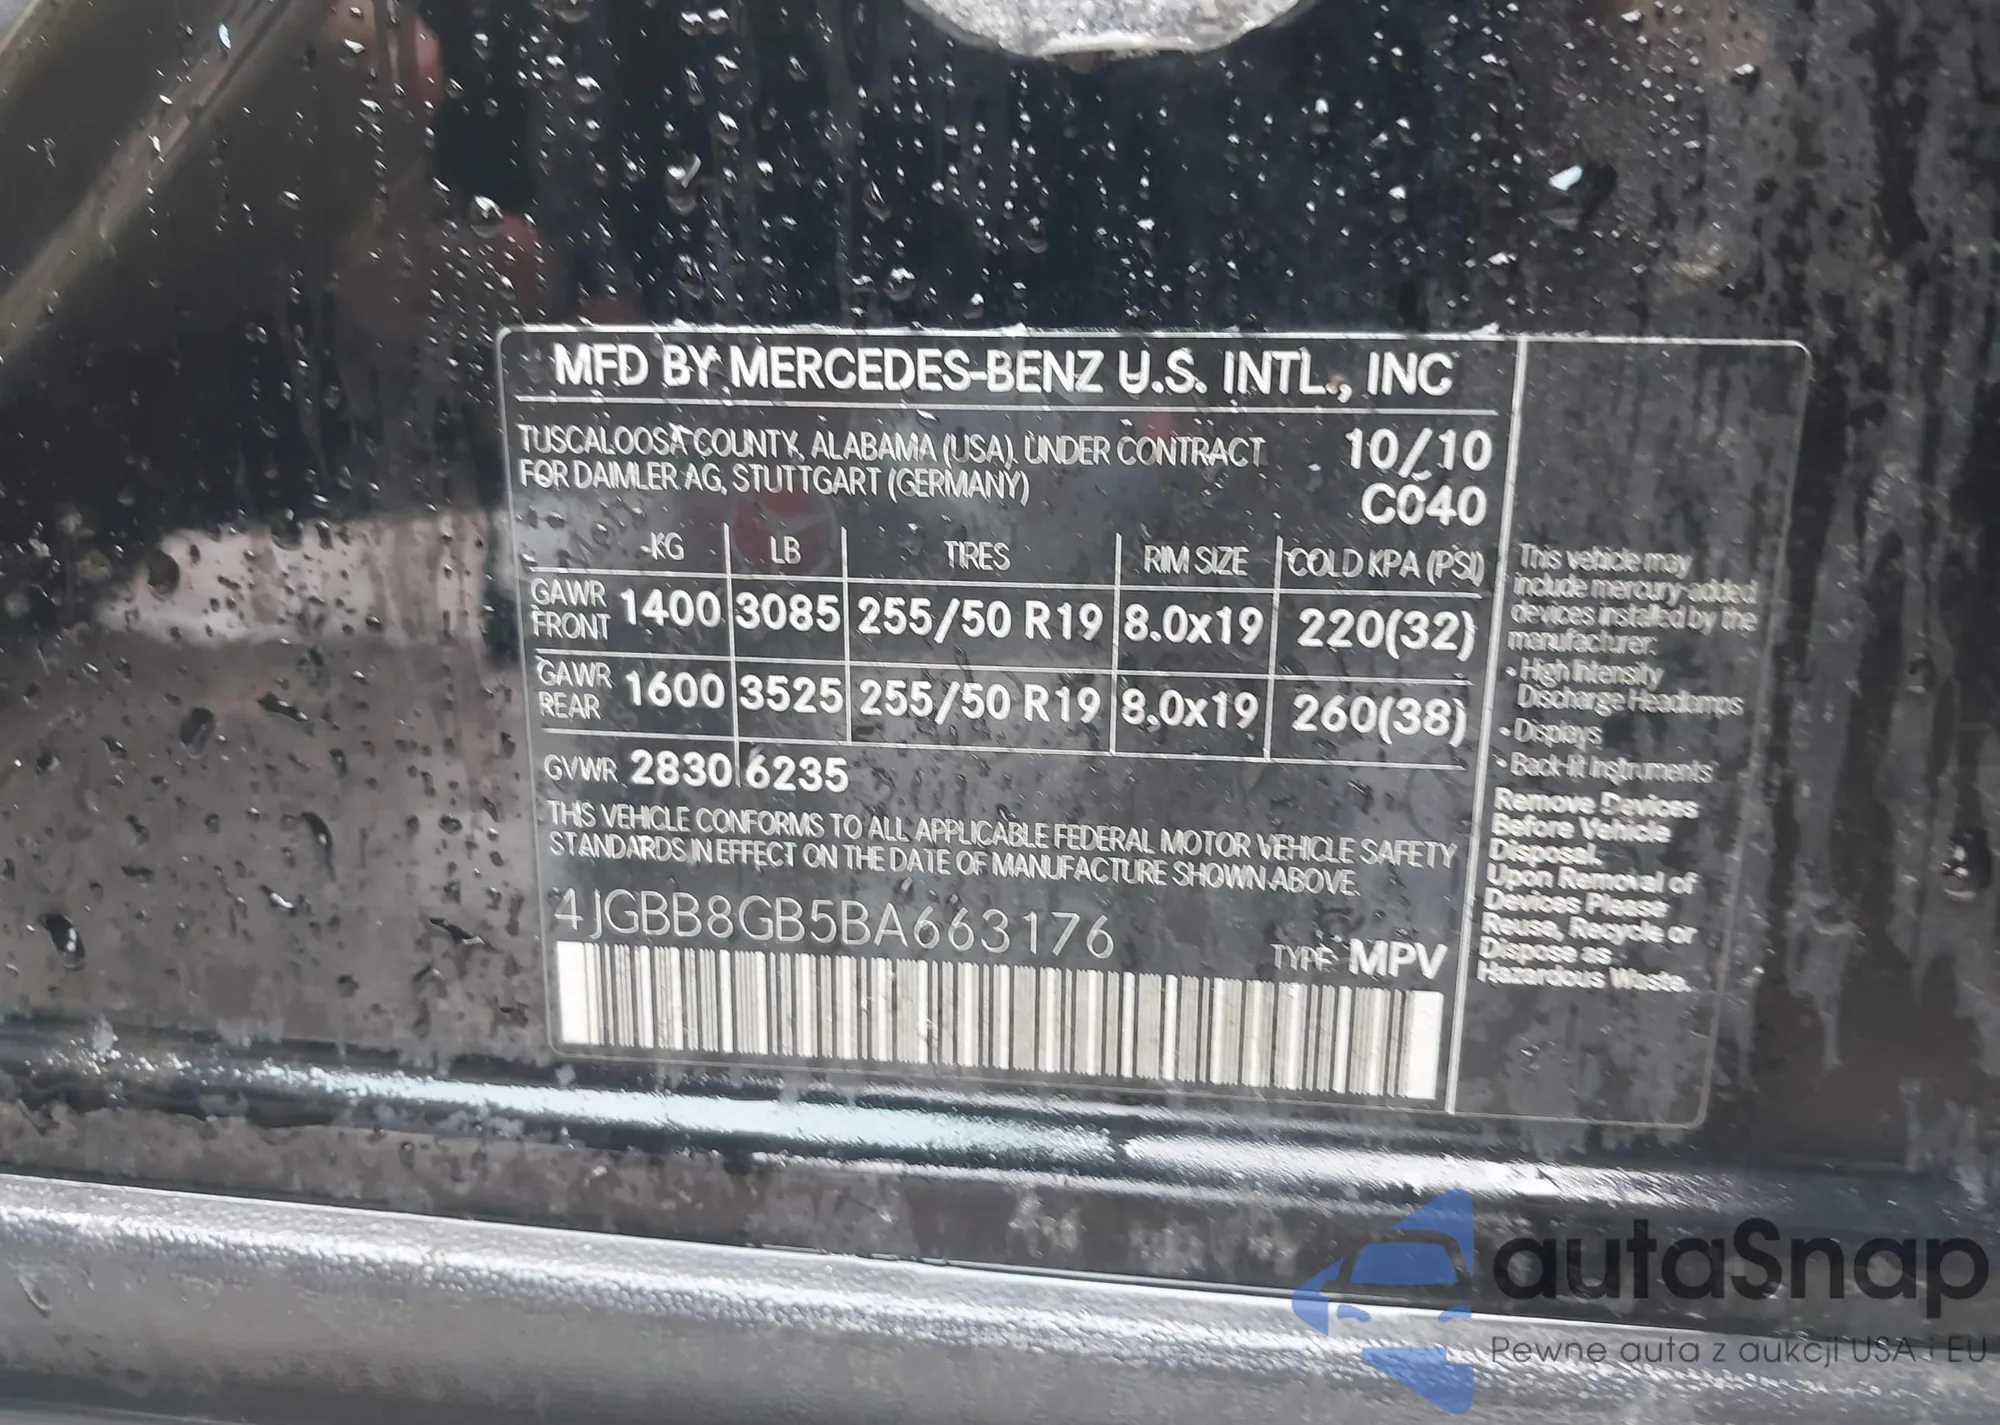 MFD BY MERCEDES-BENZ U.S. INTL., INC
TUSCALOOSA COUNTY, ALABAMA (USA), UNDER CONTRACT
FOR DAIMLER AG, STUTTGART (GERMANY)
10/10
C040
KG LB TIRES RIM SIZE COLD KPA (PSI)
GAWR FRONT 1400 3085 255/50 R19 8.0x19 220(32)
GAWR REAR 1600 3525 255/50 R19 8.0x19 260(38)
GVWR 2830 6235
THIS VEHICLE CONFORMS TO ALL APPLICABLE FEDERAL MOTOR VEHICLE SAFETY
STANDARDS IN EFFECT ON THE DATE OF MANUFACTURE SHOWN ABOVE.
4JGBB8GB5BA663176
TYPE: MPV
This vehicle may
include mercury-added
devices installed by the
manufacturer:
• High Intensity
Discharge Headlamps
• Displays
• Back-lit Instruments
Remove Devices
Before Vehicle
Disposal.
Upon Removal of
Devices Please
Reuse, Recycle or
Dispose as
Hazardous Waste.
autaSnap
Pewne auta z aukcji USA i EU